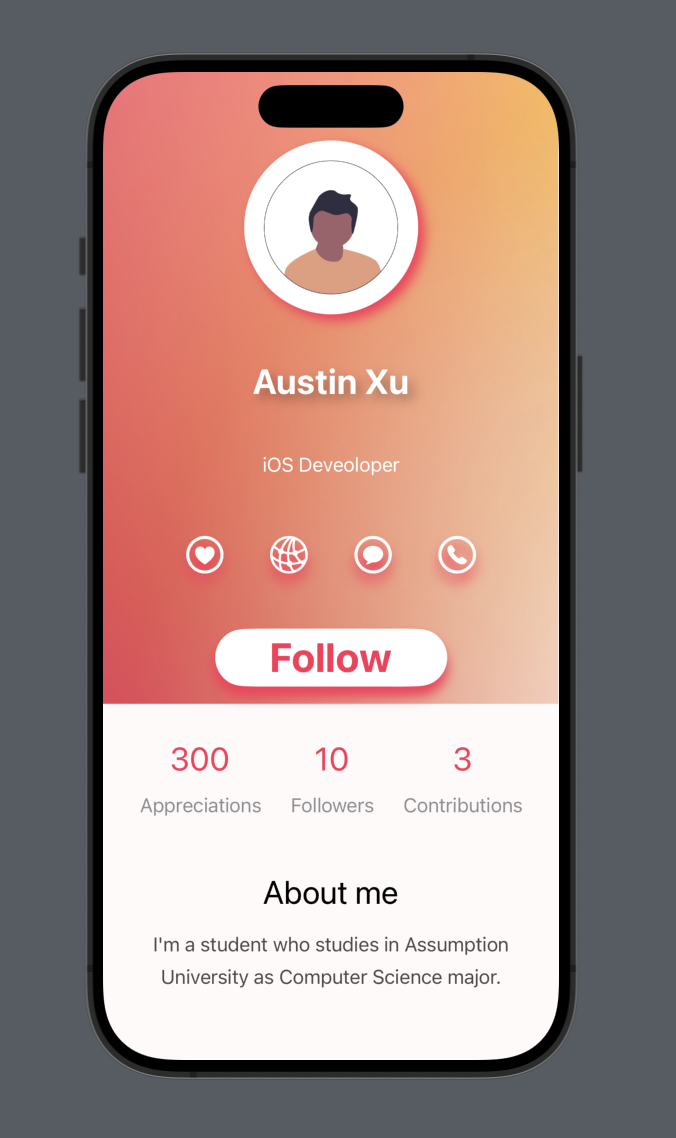 Austin Xu
iOS Deveoloper
Follow
300 10 3
Appreciations Followers Contributions
About me
I'm a student who studies in Assumption
University as Computer Science major.